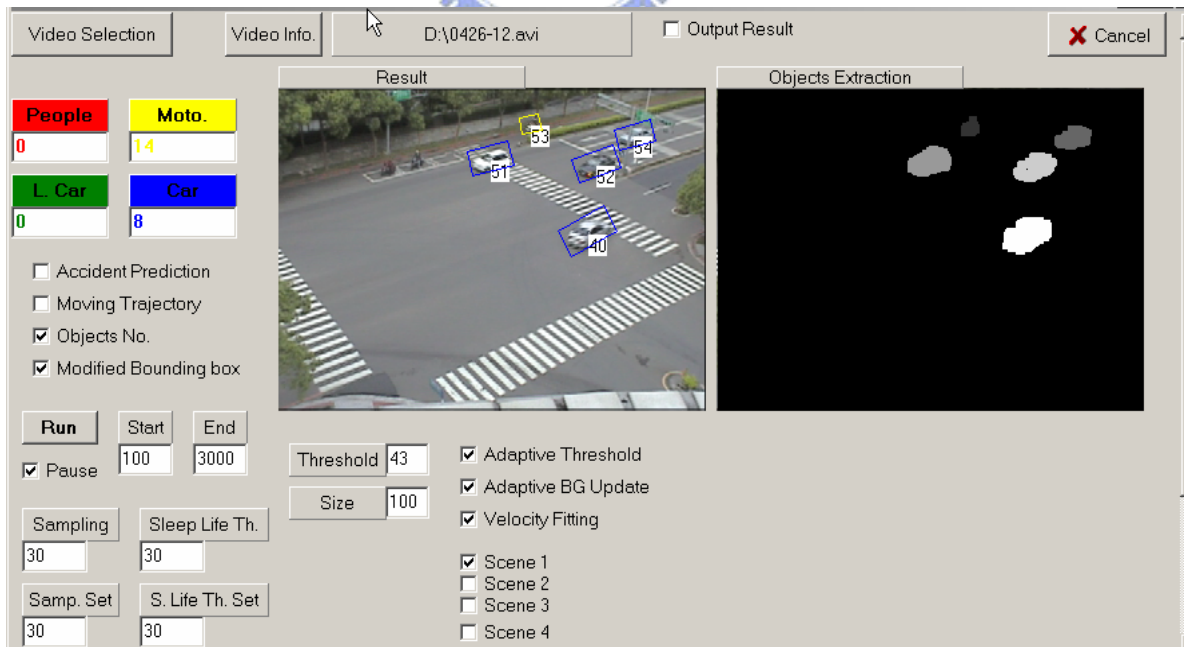 Video Selection
Video Info.
D:\0426-12.avi
Output Result
Cancel
Result
Objects Extraction
People
Moto.
0
14
L. Car
Car
0
8
53
54
51
52
40
Accident Prediction
Moving Trajectory
Objects No.
Modified Bounding box
Run
Start
End
Pause
100
3000
Threshold
43
Size
100
Adaptive Threshold
Adaptive BG Update
Velocity Fitting
Sampling
Sleep Life Th.
30
30
Samp. Set
S. Life Th. Set
30
30
Scene 1
Scene 2
Scene 3
Scene 4